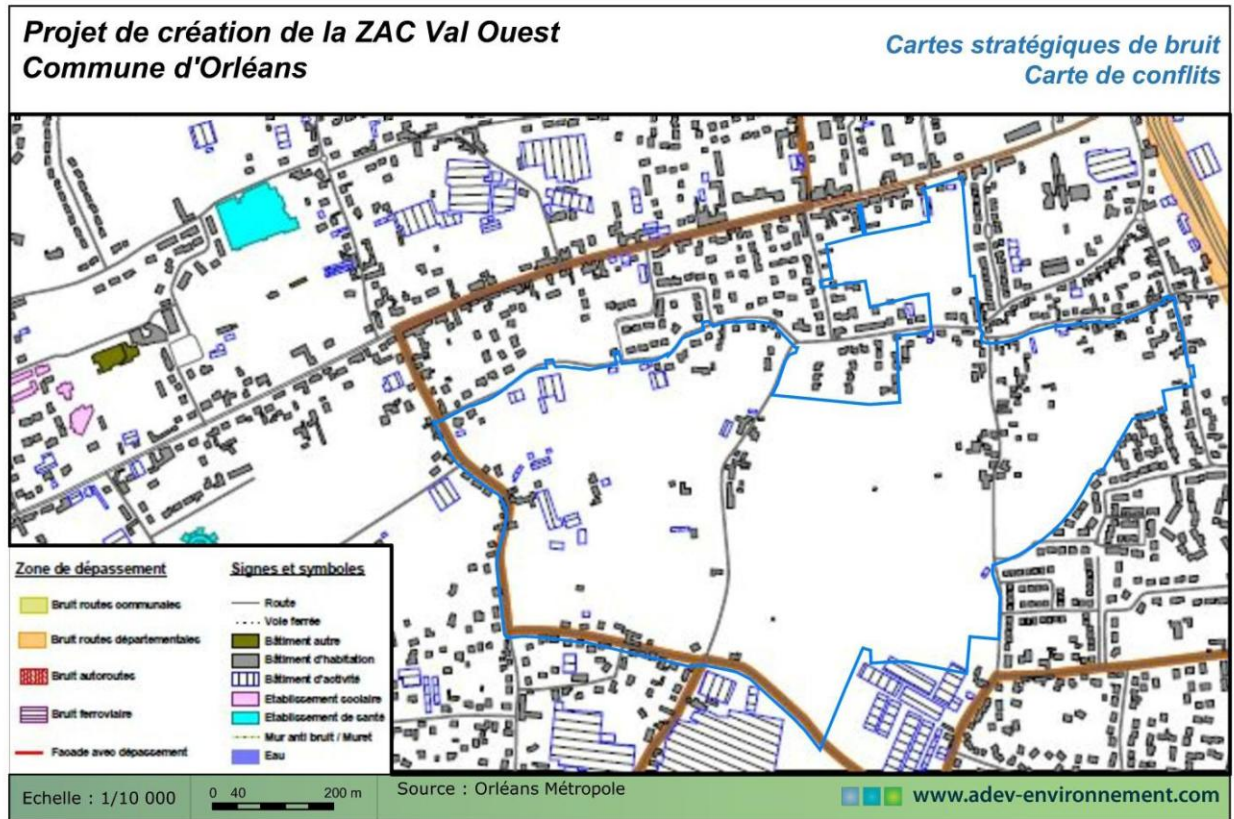 Projet de création de la ZAC Val Ouest
Commune d'Orléans
Cartes stratégiques de bruit
Carte de conflits
Zone de dépassement
Bruit routes communales
Bruit routes départementales
Bruit autoroutes
Bruit ferroviaire
Facade avec dépassement
Signes et symboles
Route
Voie ferrée
Bâtiment autre
Bâtiment d'habitation
Bâtiment d'activité
Etablissement scolaire
Etablissement de santé
Mur anti bruit / Muret
Eau
Echelle : 1/10 000
0 40 200 m
Source : Orléans Métropole
www.adev-environnement.com